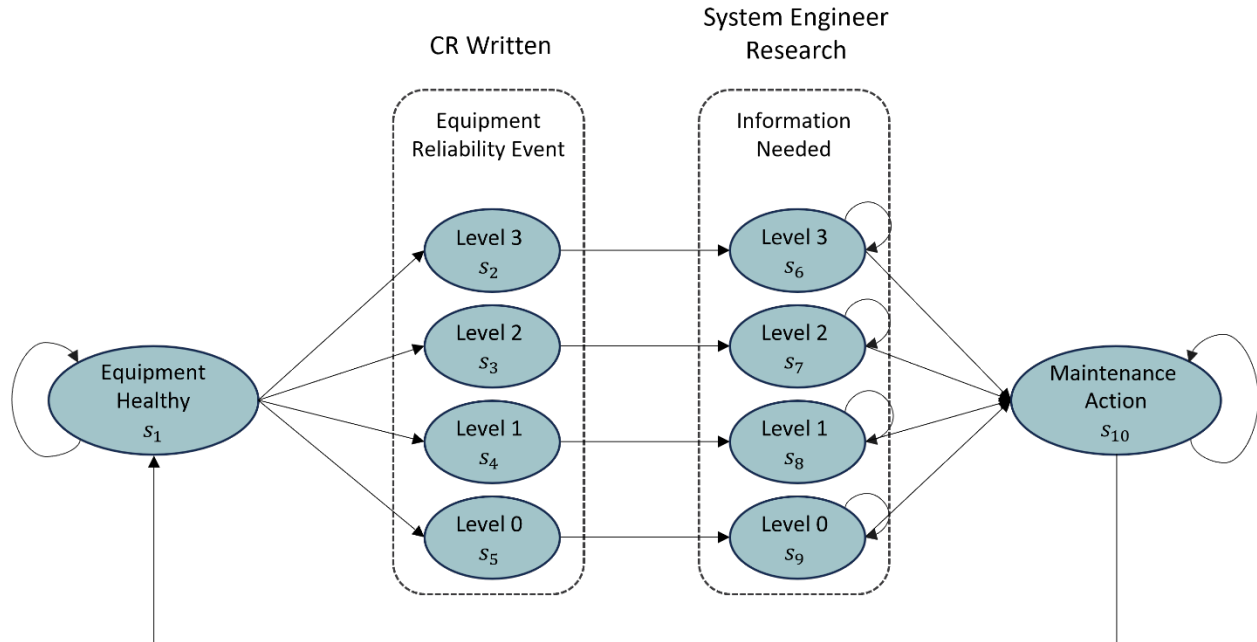 CR Written
System Engineer
Research
Equipment
Reliability Event
Information
Needed
Level 3
s₂
Level 3
s₆
Level 2
s₃
Level 2
s₇
Equipment
Healthy
s₁
Maintenance
Action
s₁₀
Level 1
s₄
Level 1
s₈
Level 0
s₅
Level 0
s₉